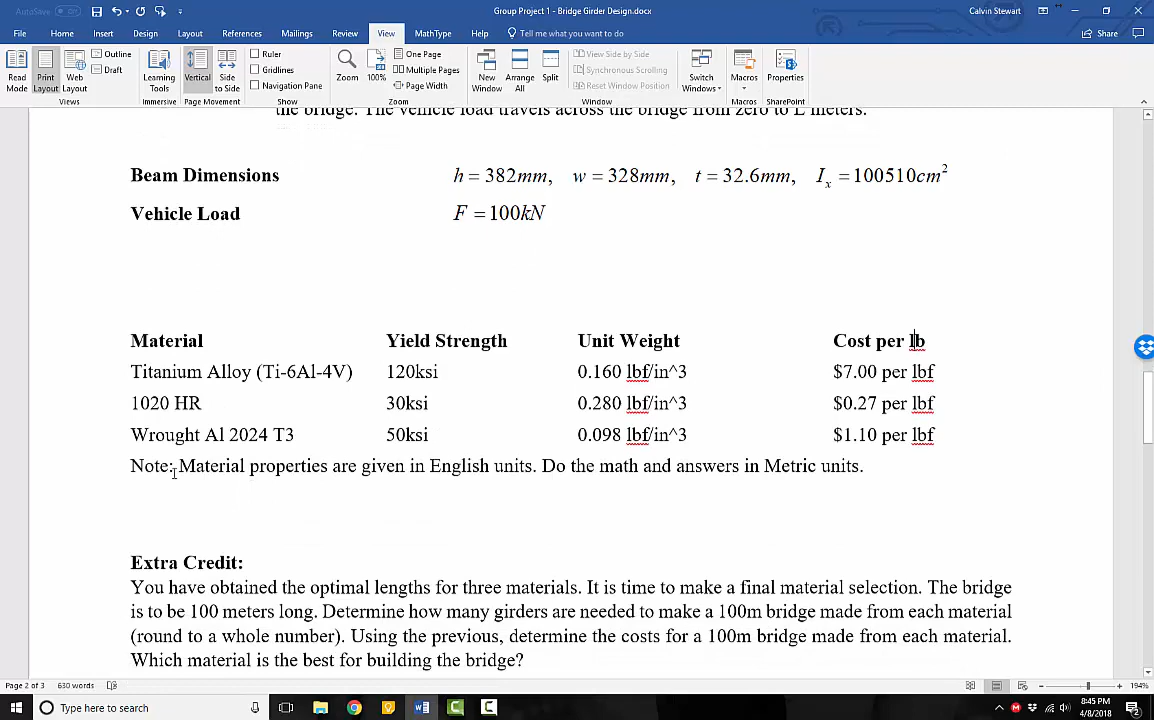 AutoSave Off
Group Project 1 - Bridge Girder Design.docx
Calvin Stewart
File Home Insert Design Layout References Mailings Review View MathType Help Tell me what you want to do Share
Read Mode
Print Layout
Web Layout
Outline
Draft
Views
Learning Tools
Immersive
Vertical
Side to Side
Page Movement
Ruler
Gridlines
Navigation Pane
Show
Zoom
100%
One Page
Multiple Pages
Page Width
Zoom
New Window
Arrange All
Split
View Side by Side
Synchronous Scrolling
Reset Window Position
Window
Switch Windows
Macros
Macros
Properties
SharePoint
the bridge. The vehicle load travels across the bridge from zero to L meters.
Beam Dimensions h = 382mm, w = 328mm, t = 32.6mm, Iₓ = 100510cm²
Vehicle Load F = 100kN
Material Yield Strength Unit Weight Cost per lb
Titanium Alloy (Ti-6Al-4V) 120ksi 0.160 lbf/in^3 $7.00 per lbf
1020 HR 30ksi 0.280 lbf/in^3 $0.27 per lbf
Wrought Al 2024 T3 50ksi 0.098 lbf/in^3 $1.10 per lbf
Note: Material properties are given in English units. Do the math and answers in Metric units.
Extra Credit:
You have obtained the optimal lengths for three materials. It is time to make a final material selection. The bridge
is to be 100 meters long. Determine how many girders are needed to make a 100m bridge made from each material
(round to a whole number). Using the previous, determine the costs for a 100m bridge made from each material.
Which material is the best for building the bridge?
Page 2 of 3 630 words 194%
Type here to search
8:45 PM
4/8/2018